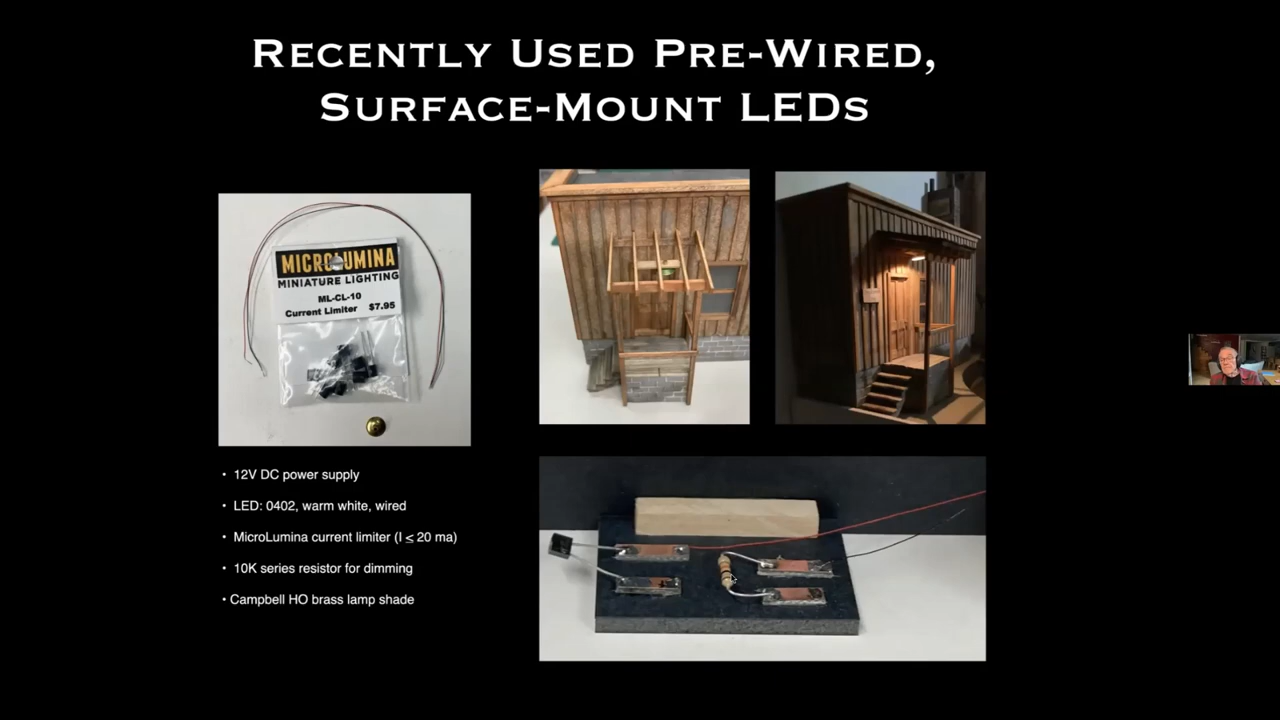 Recently Used Pre-Wired,
Surface-Mount LEDs
MICROLUMINA
MINIATURE LIGHTING
ML-CL-10
Current Limiter $7.95
• 12V DC power supply
• LED: 0402, warm white, wired
• MicroLumina current limiter (I ≤ 20 ma)
• 10K series resistor for dimming
• Campbell HO brass lamp shade